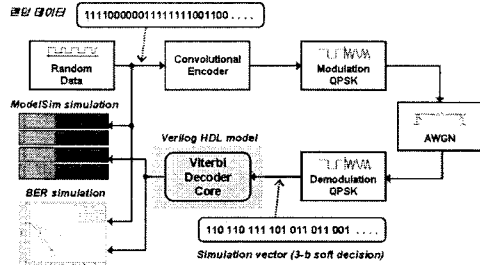 랜덤 데이터
111100000011111111001100 ....
Random
Data
Convolutional
Encoder
Modulation
QPSK
ModelSim simulation
AWGN
Verilog HDL model
Viterbi
Decoder
Core
Demodulation
QPSK
BER simulation
110 110 111 101 011 011 001 ....
Simulation vector (3-b soft decision)